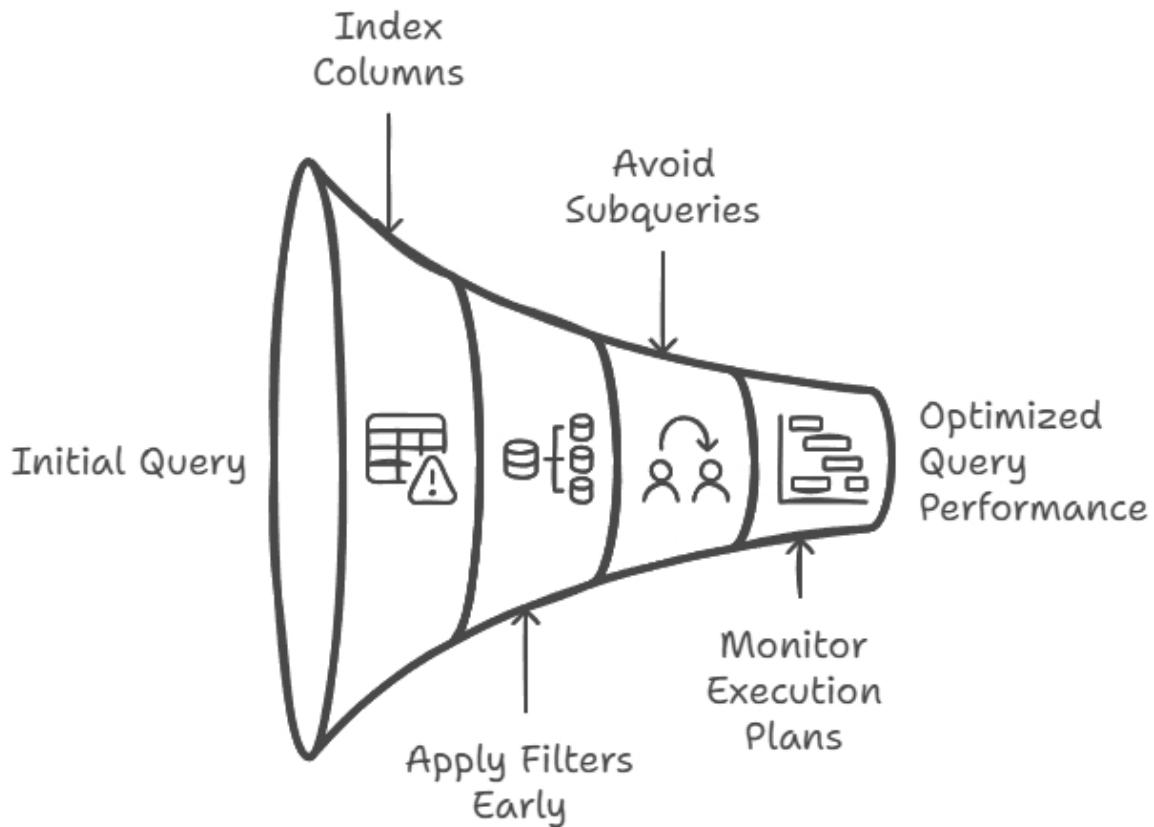 Index
Columns
Avoid
Subqueries
Initial Query
Optimized
Query
Performance
Monitor
Execution
Plans
Apply Filters
Early